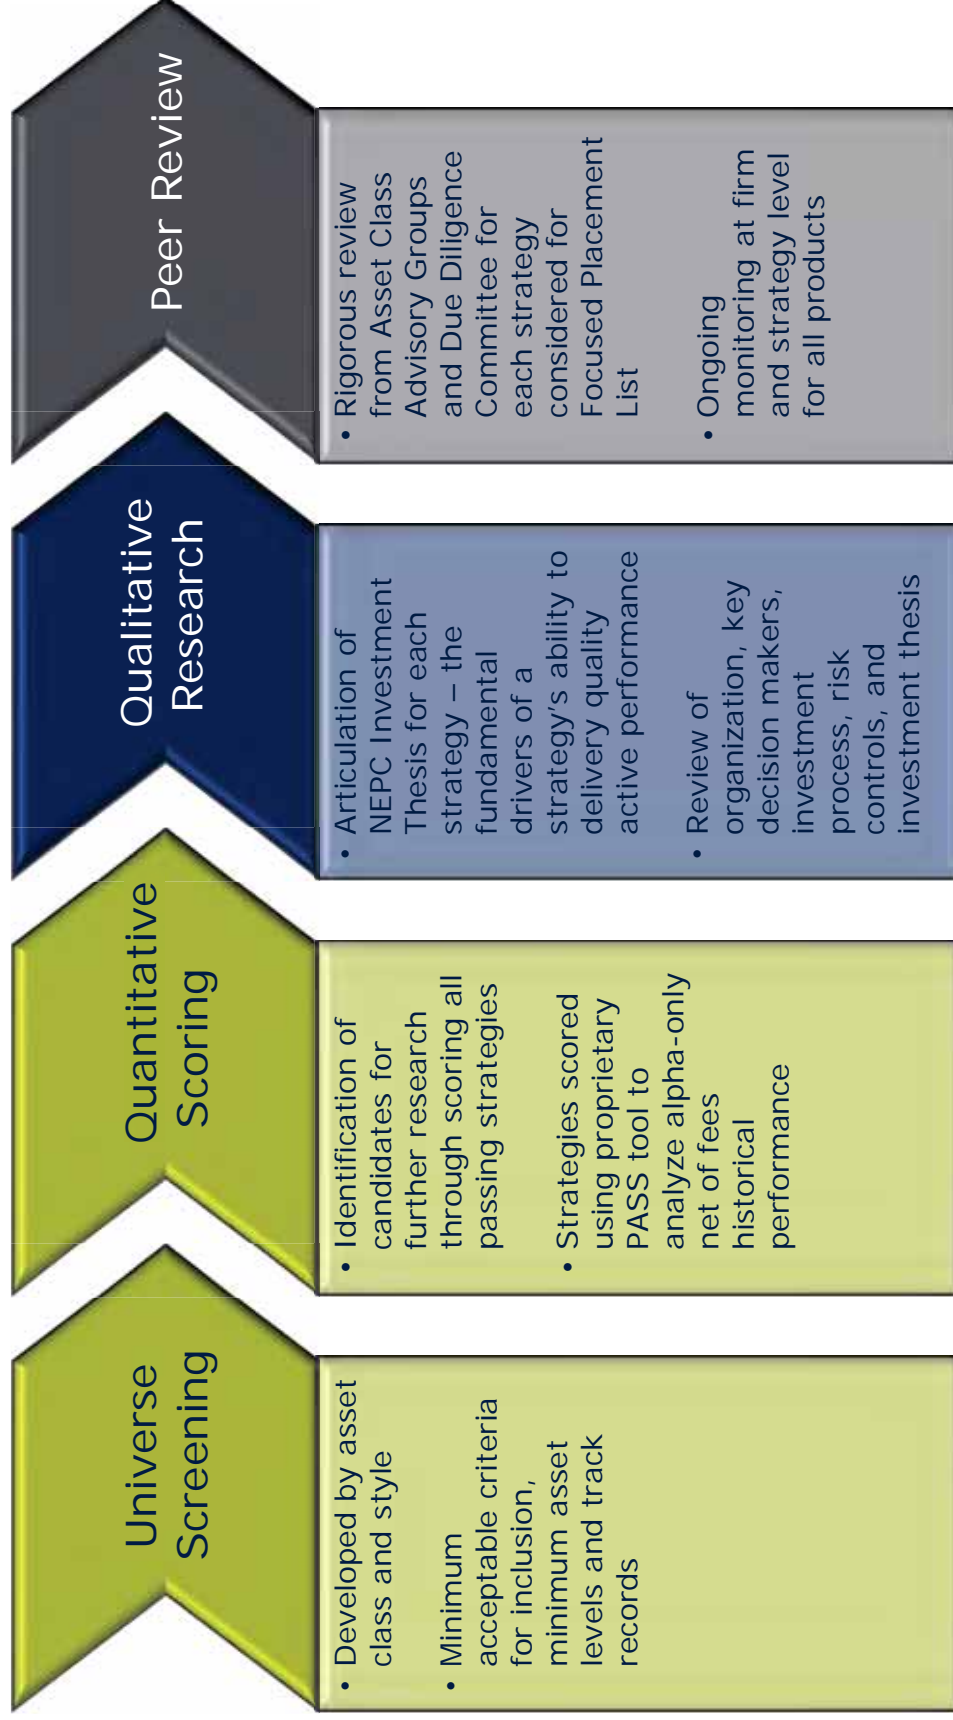 Universe
Screening
• Developed by asset
class and style
• Minimum
acceptable criteria
for inclusion,
minimum asset
levels and track
records
Quantitative
Scoring
• Identification of
candidates for
further research
through scoring all
passing strategies
• Strategies scored
using proprietary
PASS tool to
analyze alpha-only
net of fees
historical
performance
Qualitative
Research
• Articulation of
NEPC Investment
Thesis for each
strategy – the
fundamental
drivers of a
strategy’s ability to
delivery quality
active performance
• Review of
organization, key
decision makers,
investment
process, risk
controls, and
investment thesis
Peer Review
• Rigorous review
from Asset Class
Advisory Groups
and Due Diligence
Committee for
each strategy
considered for
Focused Placement
List
• Ongoing
monitoring at firm
and strategy level
for all products